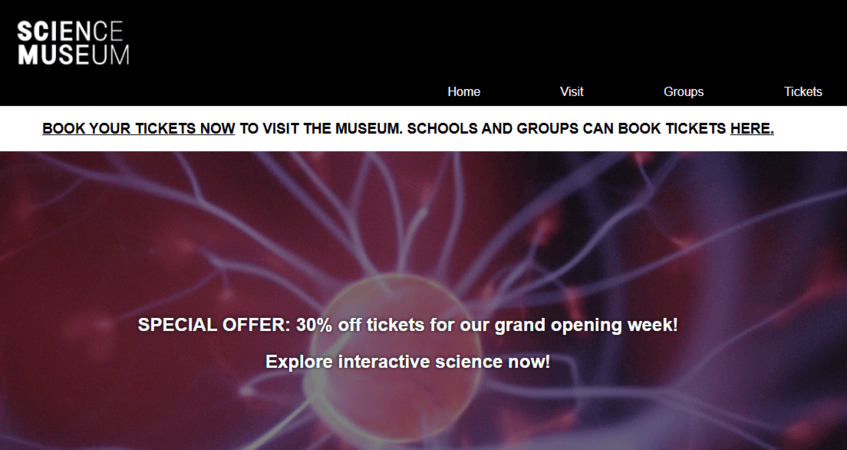 SCIENCE
MUSEUM
Home Visit Groups Tickets
BOOK YOUR TICKETS NOW TO VISIT THE MUSEUM. SCHOOLS AND GROUPS CAN BOOK TICKETS HERE.
SPECIAL OFFER: 30% off tickets for our grand opening week!
Explore interactive science now!